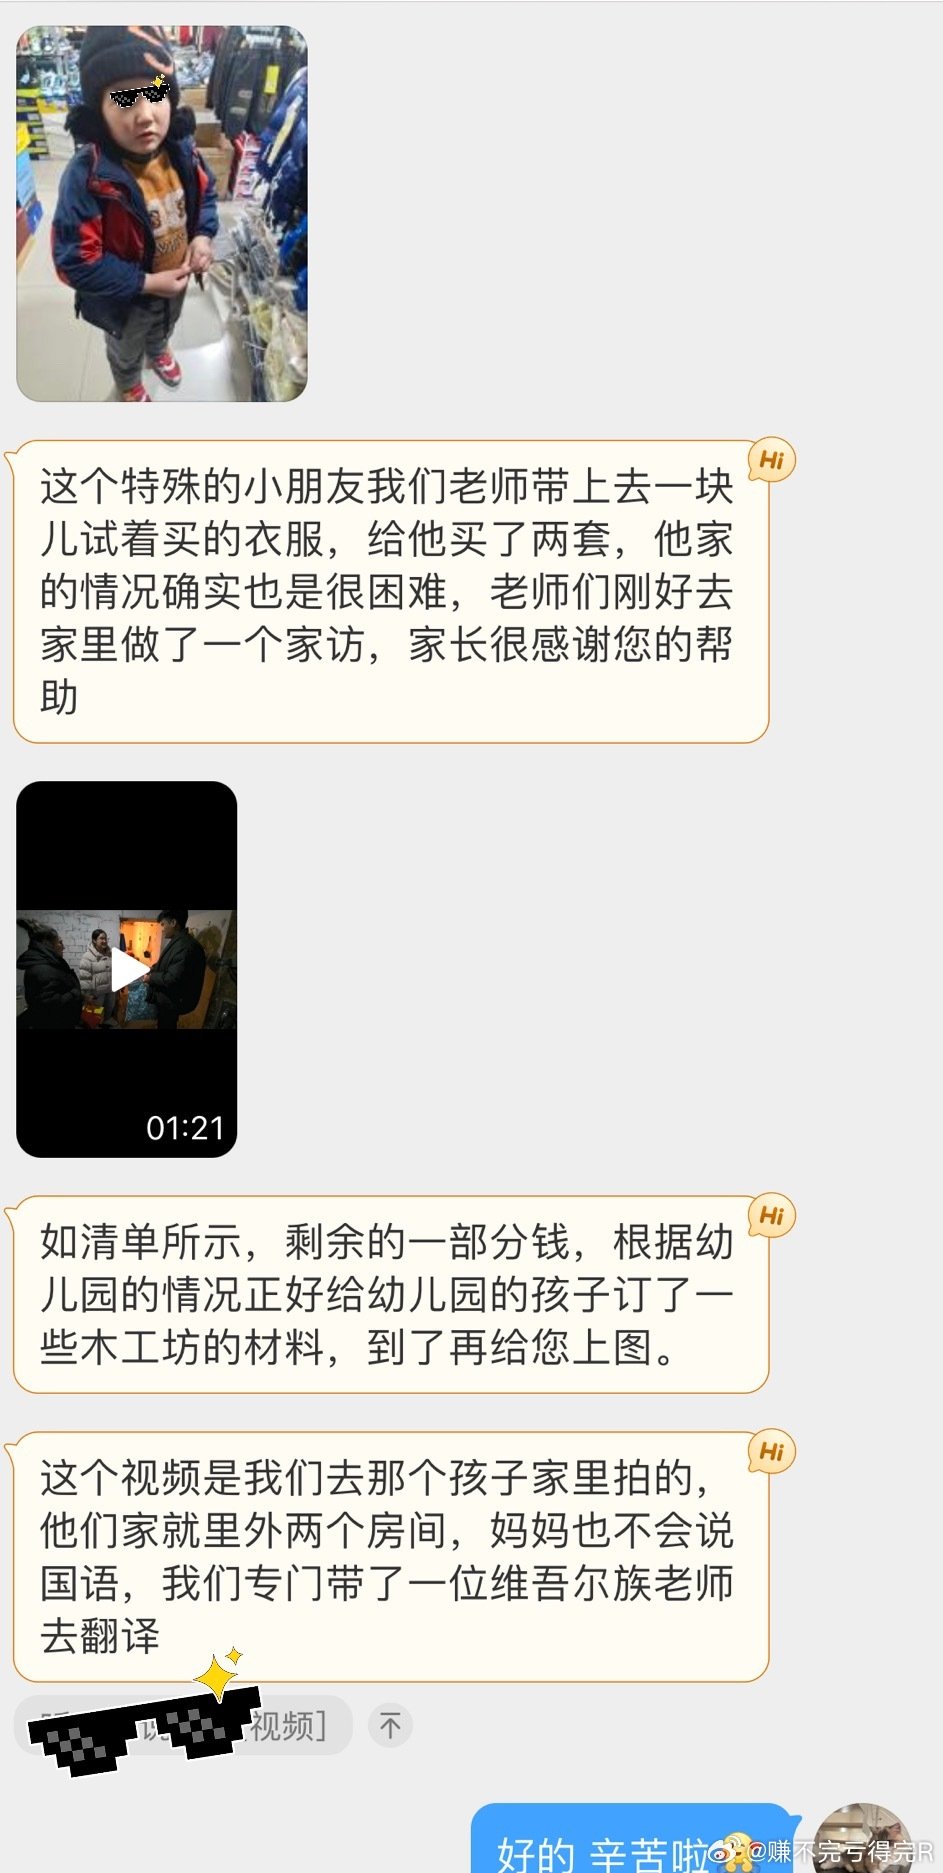 Hi
这个特殊的小朋友我们老师带上去一块
儿试着买的衣服，给他买了两套，他家
的情况确实也是很困难，老师们刚好去
家里做了一个家访，家长很感谢您的帮
助
01:21
Hi
如清单所示，剩余的一部分钱，根据幼
儿园的情况正好给幼儿园的孩子订了一
些木工坊的材料，到了再给您上图。
Hi
这个视频是我们去那个孩子家里拍的，
他们家就里外两个房间，妈妈也不会说
国语，我们专门带了一位维吾尔族老师
去翻译
视频]
好的 辛苦啦
@赚不完亏得完R